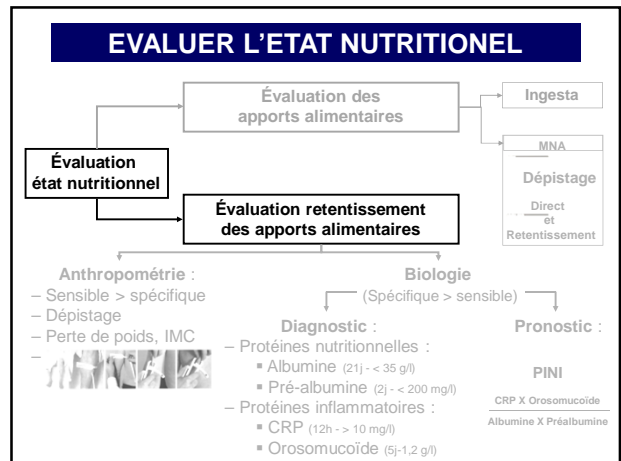 EVALUER L'ETAT NUTRITIONEL
Évaluation des
apports alimentaires
Ingesta
MNA
Dépistage
Direct
et
Retentissement
Évaluation
état nutritionnel
Évaluation retentissement
des apports alimentaires
Anthropométrie :
– Sensible > spécifique
– Dépistage
– Perte de poids, IMC
–
Biologie
(Spécifique > sensible)
Diagnostic :
– Protéines nutritionnelles :
▪ Albumine (21j - < 35 g/l)
▪ Pré-albumine (2j - < 200 mg/l)
– Protéines inflammatoires :
▪ CRP (12h - > 10 mg/l)
▪ Orosomucoïde (5j-1,2 g/l)
Pronostic :
PINI
CRP X Orosomucoïde
Albumine X Préalbumine